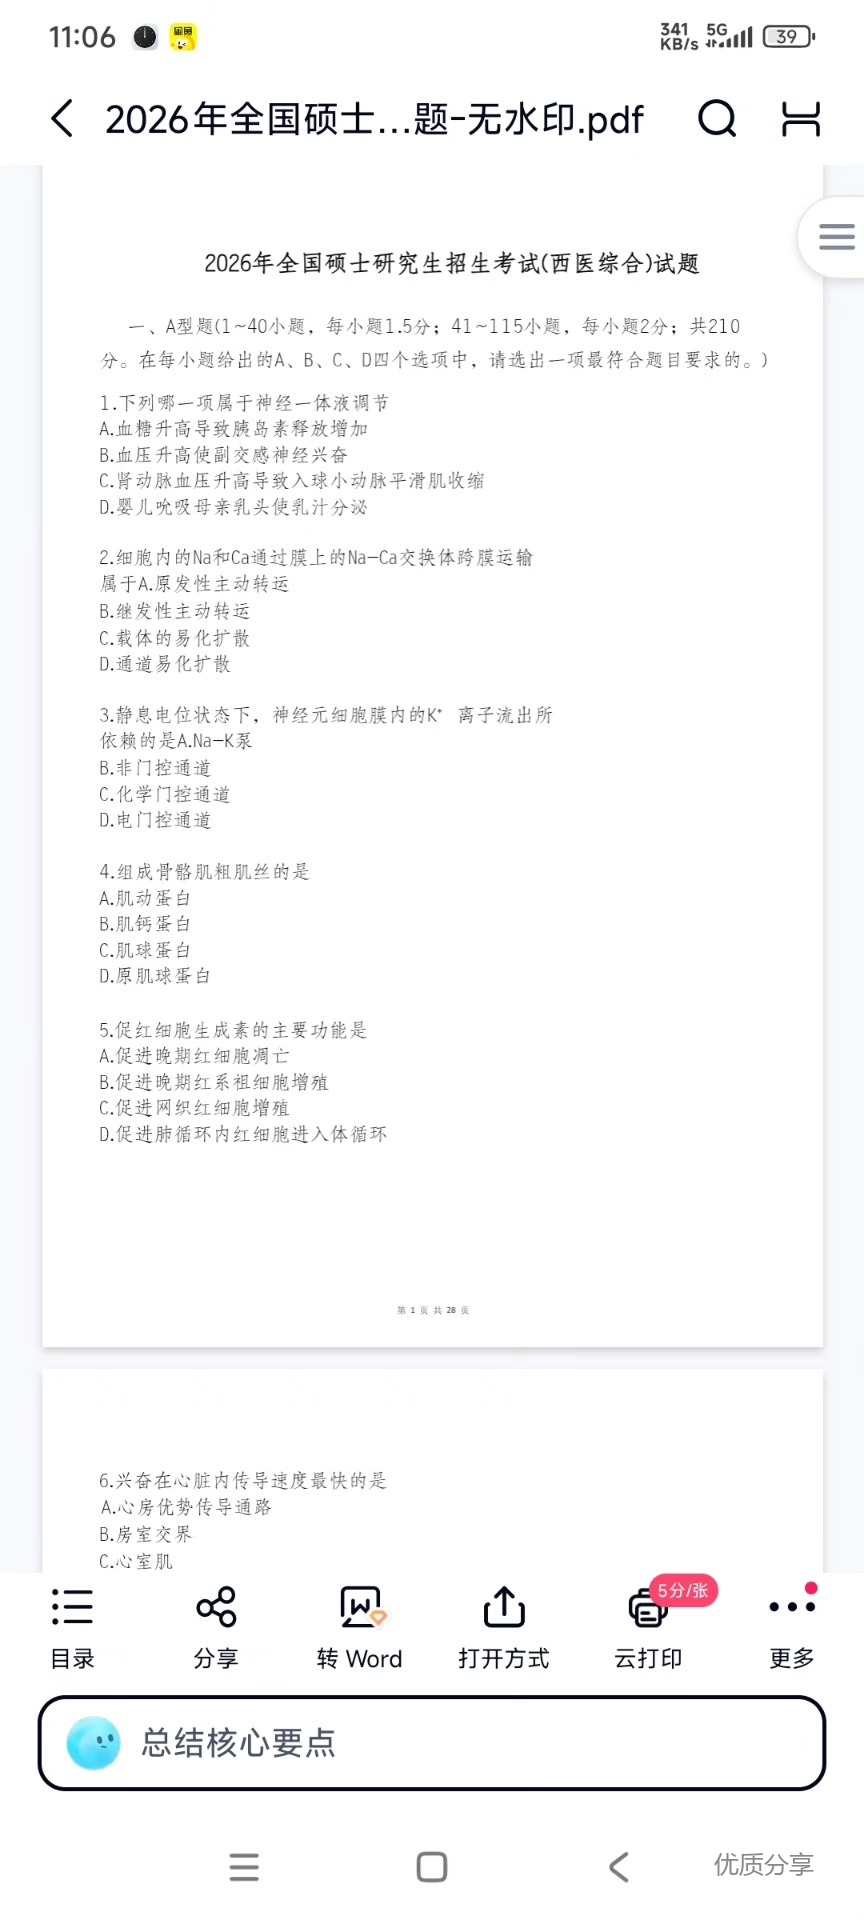 11:06
341 KB/s 5G 39
2026年全国硕士...题-无水印.pdf
2026年全国硕士研究生招生考试(西医综合)试题
一、A型题(1~40小题，每小题1.5分；41~115小题，每小题2分；共210
分。在每小题给出的A、B、C、D四个选项中，请选出一项最符合题目要求的。)
1.下列哪一项属于神经一体液调节
A.血糖升高导致胰岛素释放增加
B.血压升高使副交感神经兴奋
C.肾动脉血压升高导致入球小动脉平滑肌收缩
D.婴儿吮吸母亲乳头使乳汁分泌
2.细胞内的Na和Ca通过膜上的Na-Ca交换体跨膜运输
属于A.原发性主动转运
B.继发性主动转运
C.载体的易化扩散
D.通道易化扩散
3.静息电位状态下，神经元细胞膜内的K⁺ 离子流出所
依赖的是A.Na-K泵
B.非门控通道
C.化学门控通道
D.电门控通道
4.组成骨骼肌粗肌丝的是
A.肌动蛋白
B.肌钙蛋白
C.肌球蛋白
D.原肌球蛋白
5.促红细胞生成素的主要功能是
A.促进晚期红细胞凋亡
B.促进晚期红系祖细胞增殖
C.促进网织红细胞增殖
D.促进肺循环内红细胞进入体循环
第 1 页 共 28 页
6.兴奋在心脏内传导速度最快的是
A.心房优势传导通路
B.房室交界
C.心室肌
5分/张
目录 分享 转 Word 打开方式 云打印 更多
总结核心要点
优质分享